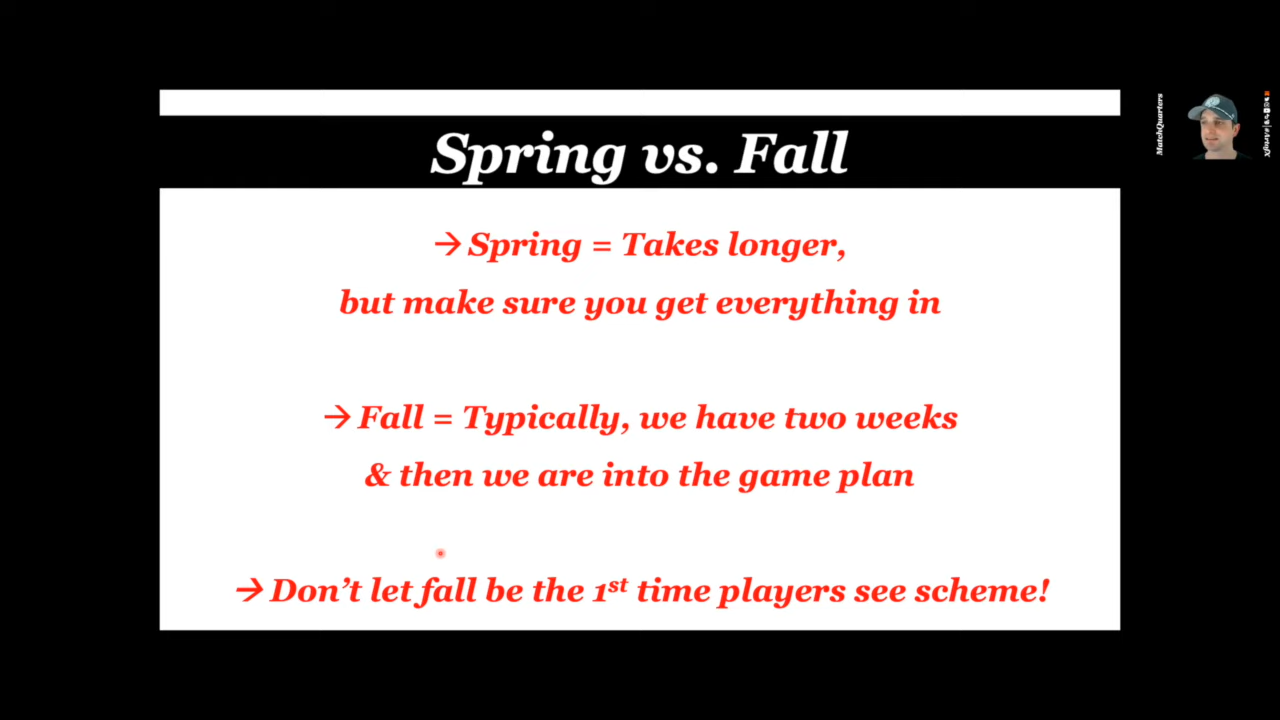 Spring vs. Fall
→ Spring = Takes longer,
but make sure you get everything in
→ Fall = Typically, we have two weeks
& then we are into the game plan
→ Don't let fall be the 1st time players see scheme!
MatchQuarters